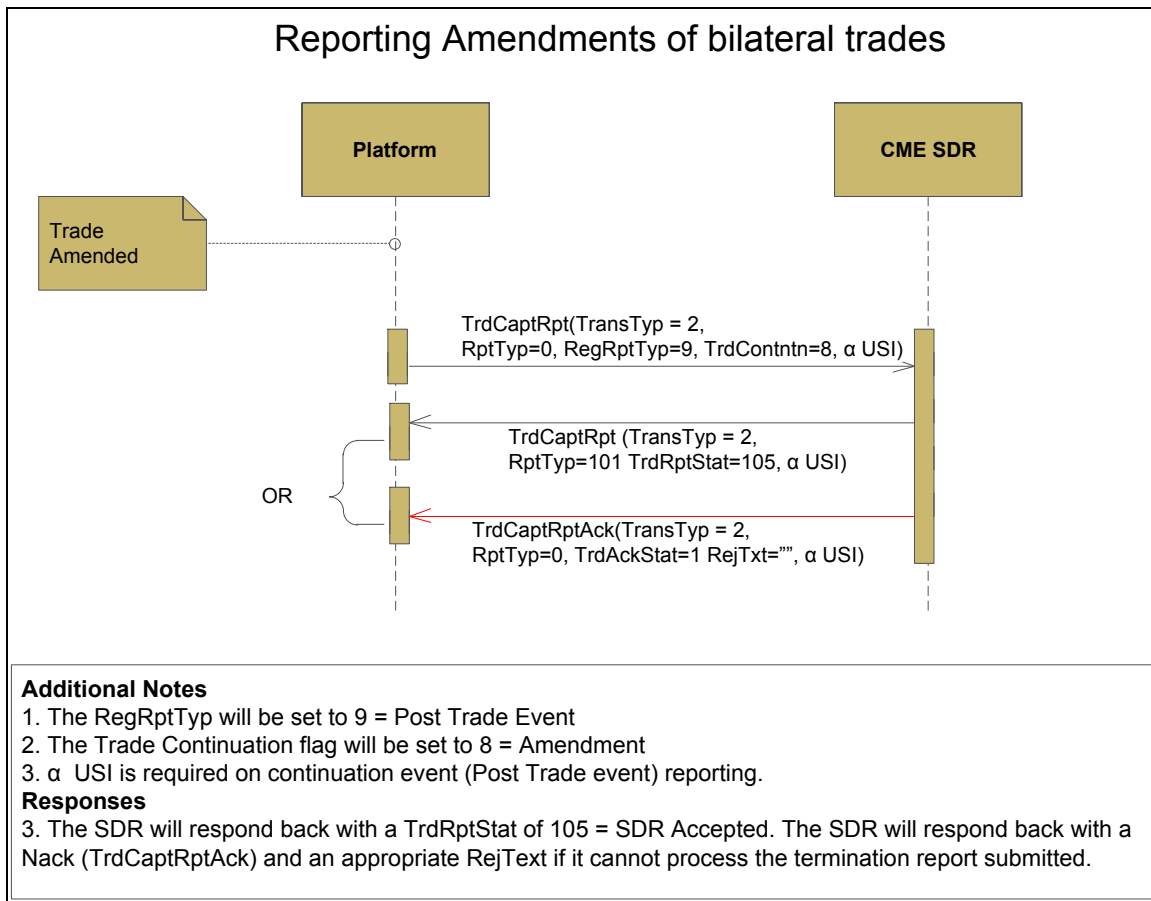 Reporting Amendments of bilateral trades
Platform
CME SDR
Trade
Amended
TrdCaptRpt(TransTyp = 2,
RptTyp=0, RegRptTyp=9, TrdContntn=8, α USI)
TrdCaptRpt (TransTyp = 2,
RptTyp=101 TrdRptStat=105, α USI)
OR
TrdCaptRptAck(TransTyp = 2,
RptTyp=0, TrdAckStat=1 RejTxt=””, α USI)
Additional Notes
1. The RegRptTyp will be set to 9 = Post Trade Event
2. The Trade Continuation flag will be set to 8 = Amendment
3. α  USI is required on continuation event (Post Trade event) reporting.
Responses
3. The SDR will respond back with a TrdRptStat of 105 = SDR Accepted. The SDR will respond back with a
Nack (TrdCaptRptAck) and an appropriate RejText if it cannot process the termination report submitted.